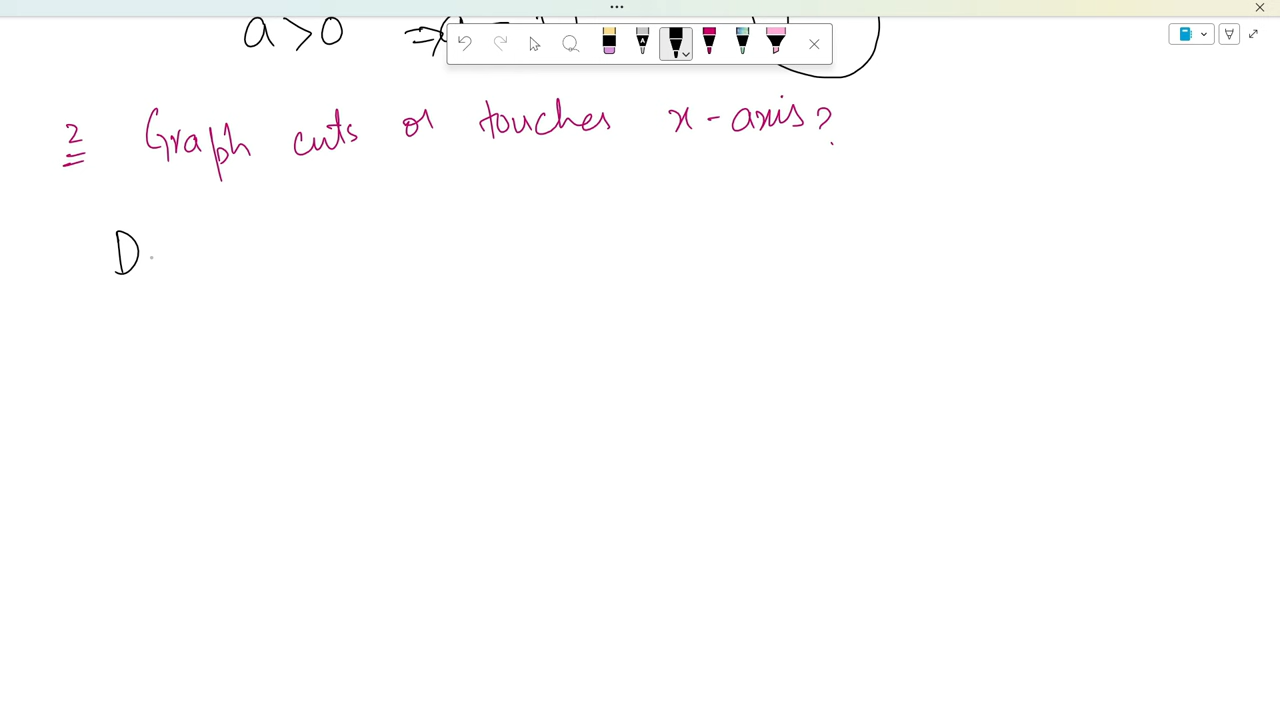 a > 0 ⇒
2 Graph cuts or touches x-axis?
D